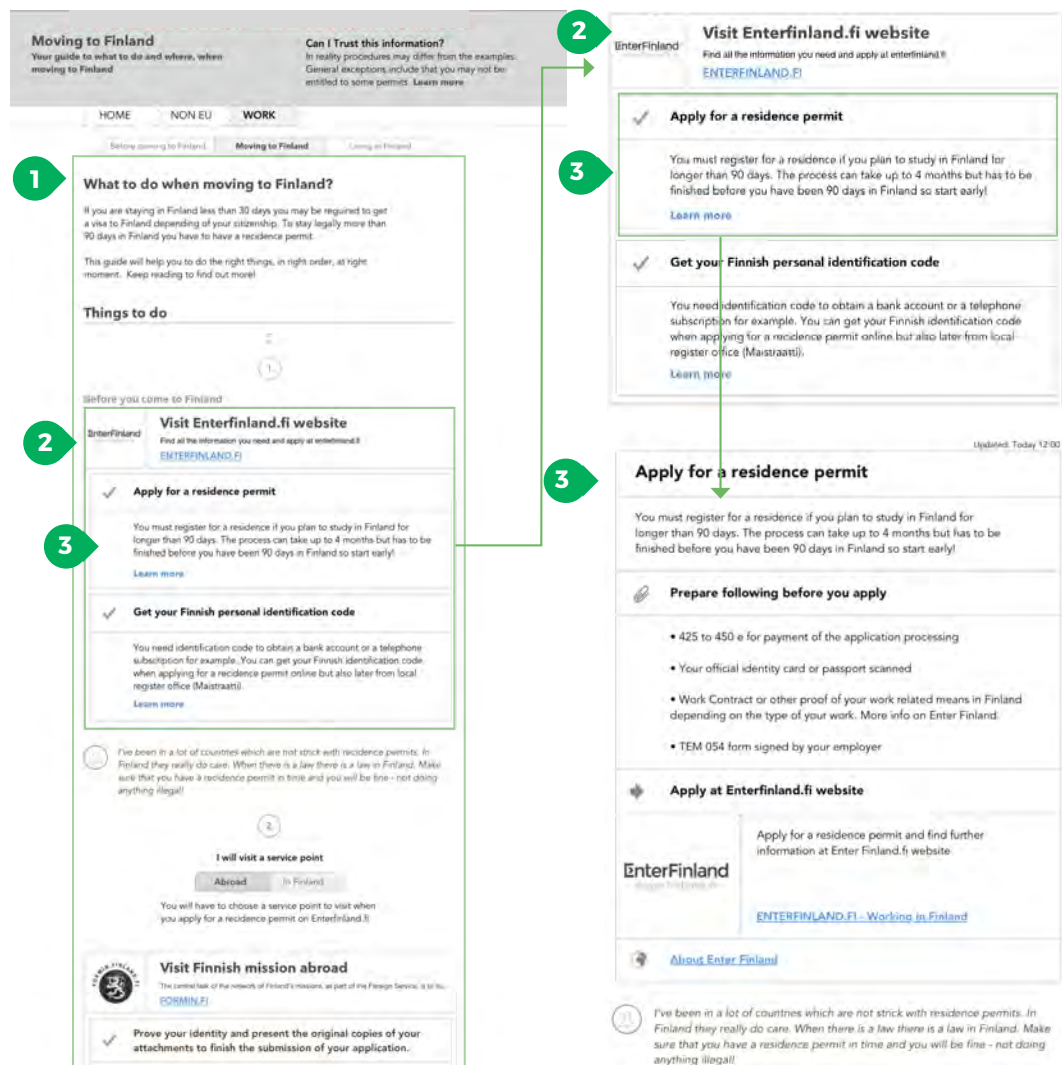 Moving to Finland
Your guide to what to do and where, when
moving to Finland
Can I Trust this information?
In reality procedures may differ from the examples.
General exceptions include that you may not be
entitled to some permits. Learn more
HOME NON EU WORK
Before coming to Finland Moving to Finland Living in Finland
1
What to do when moving to Finland?
If you are staying in Finland less than 30 days you may be required to get
a visa to Finland depending of your citizenship. To stay legally more than
90 days in Finland you have to have a recidence permit.
This guide will help you to do the right things, in right order, at right
moment. Keep reading to find out more!
Things to do
1.
Before you come to Finland
2
EnterFinland
Visit Enterfinland.fi website
Find all the information you need and apply at enterfinland.fi
ENTERFINLAND.FI
Apply for a residence permit
3
You must register for a residence if you plan to study in Finland for
longer than 90 days. The process can take up to 4 months but has to be
finished before you have been 90 days in Finland so start early!
Learn more
Get your Finnish personal identification code
You need identification code to obtain a bank account or a telephone
subscription for example. You can get your Finnish identification code
when applying for a recidence permit online but also later from local
register office (Maistraatti).
Learn more
I've been in a lot of countries which are not strick with recidence permits. In
Finland they really do care. When there is a law there is a law in Finland. Make
sure that you have a recidence permit in time and you will be fine - not doing
anything illegal!
2.
I will visit a service point
Abroad In Finland
You will have to choose a service point to visit when
you apply for a recidence permit on Enterfinland.fi
Visit Finnish mission abroad
The central task of the network of Finland's missions, as part of the Foreign Service, is to
FORMIN.FI
Prove your identity and present the original copies of your
attachments to finish the submission of your application.
2
EnterFinland
Visit Enterfinland.fi website
Find all the information you need and apply at enterfinland.fi
ENTERFINLAND.FI
Apply for a residence permit
3
You must register for a residence if you plan to study in Finland for
longer than 90 days. The process can take up to 4 months but has to be
finished before you have been 90 days in Finland so start early!
Learn more
Get your Finnish personal identification code
You need identification code to obtain a bank account or a telephone
subscription for example. You can get your Finnish identification code
when applying for a recidence permit online but also later from local
register office (Maistraatti).
Learn more
Updated: Today 12:00
3
Apply for a residence permit
You must register for a residence if you plan to study in Finland for
longer than 90 days. The process can take up to 4 months but has to be
finished before you have been 90 days in Finland so start early!
Prepare following before you apply
• 425 to 450 e for payment of the application processing
• Your official identity card or passport scanned
• Work Contract or other proof of your work related means in Finland
depending on the type of your work. More info on Enter Finland.
• TEM 054 form signed by your employer
Apply at Enterfinland.fi website
EnterFinland
Apply for a residence permit and find further
information at Enter Finland.fi website
ENTERFINLAND.FI - Working in Finland
About Enter Finland
I've been in a lot of countries which are not strick with residence permits. In
Finland they really do care. When there is a law there is a law in Finland. Make
sure that you have a residence permit in time and you will be fine - not doing
anything illegal!